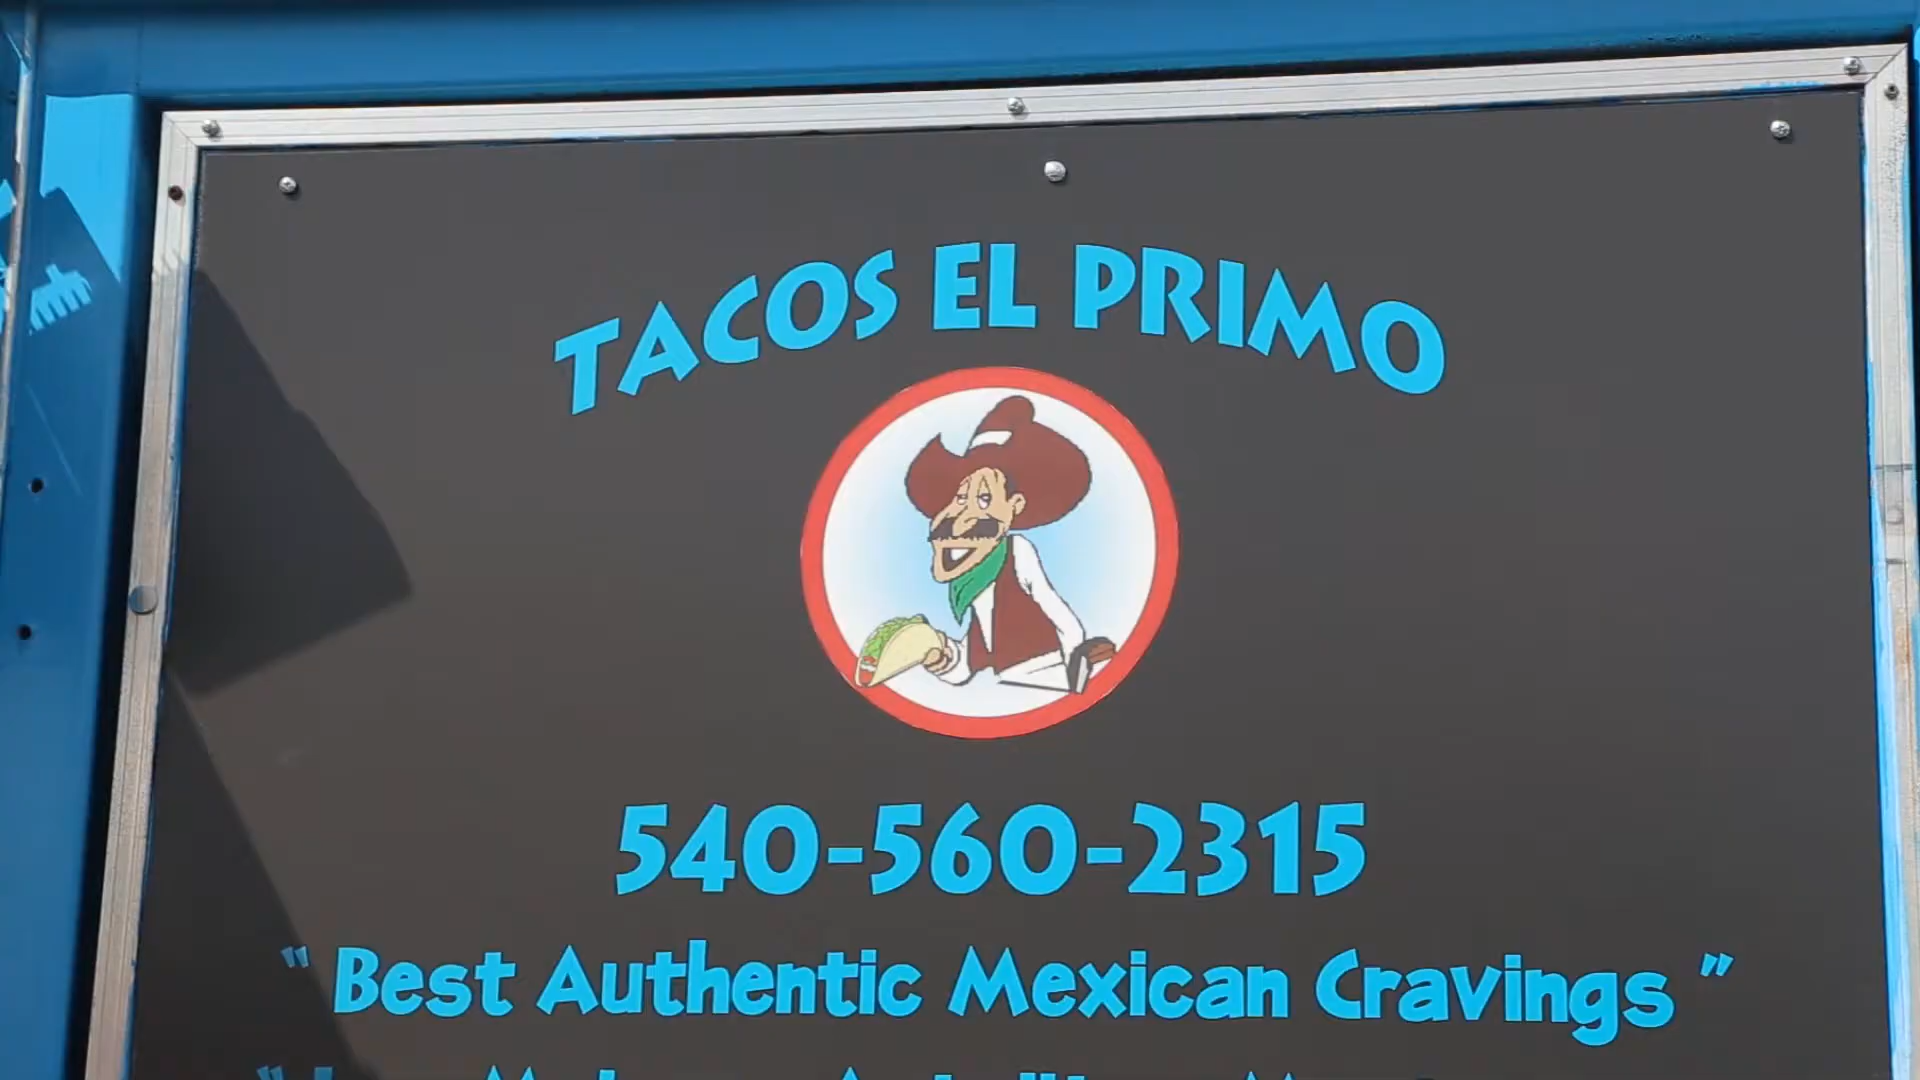 TACOS EL PRIMO
540-560-2315
" Best Authentic Mexican Cravings "